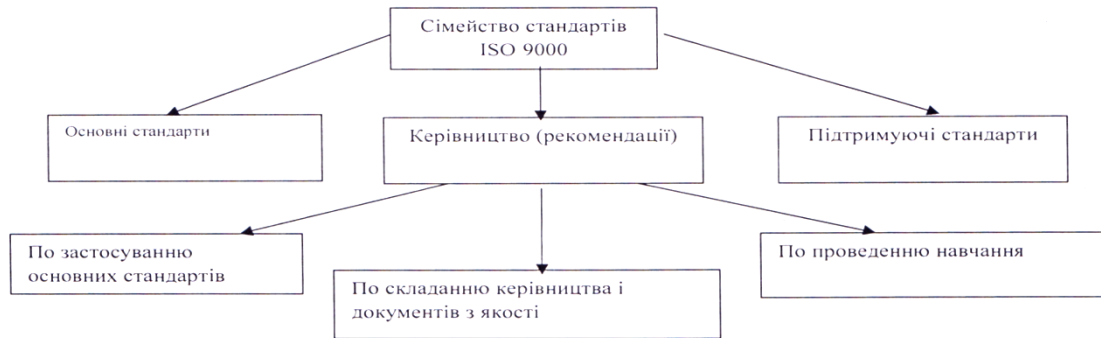 Сімейство стандартів
ISO 9000
Основні стандарти
Керівництво (рекомендації)
Підтримуючі стандарти
По застосуванню
основних стандартів
По складанню керівництва і
документів з якості
По проведенню навчання